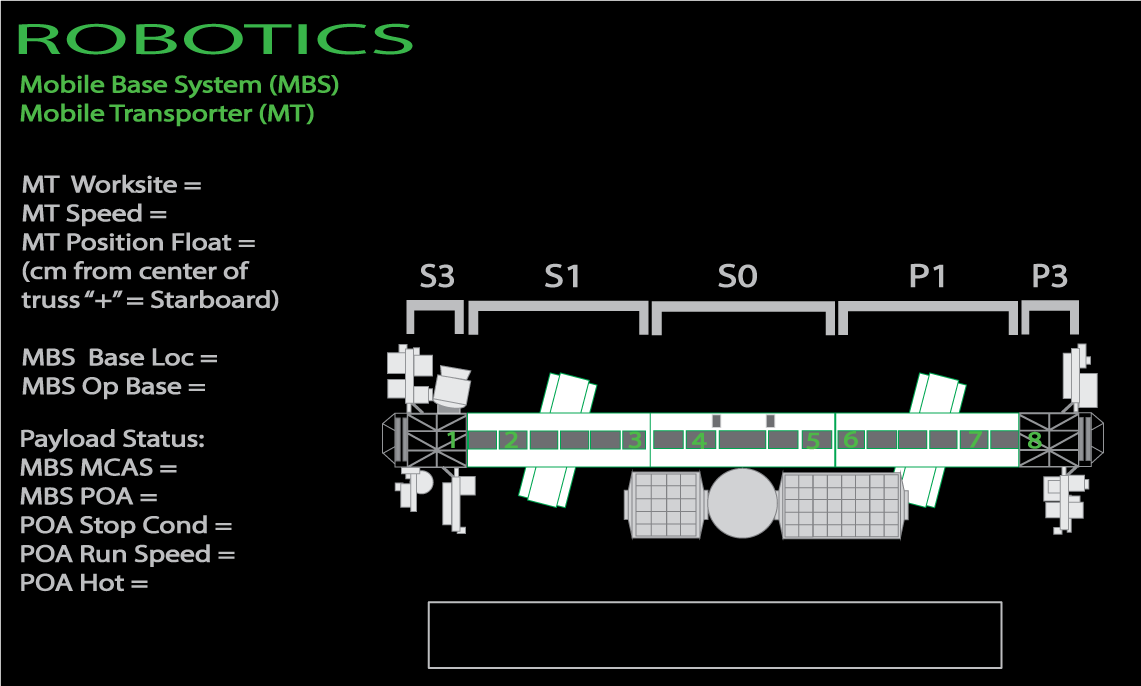 ROBOTICS
Mobile Base System (MBS)
Mobile Transporter (MT)
MT Worksite =
MT Speed =
MT Position Float =
(cm from center of
truss “+” = Starboard)
MBS Base Loc =
MBS Op Base =
Payload Status:
MBS MCAS =
MBS POA =
POA Stop Cond =
POA Run Speed =
POA Hot =
S3 S1 S0 P1 P3
1 2 3 4 5 6 7 8